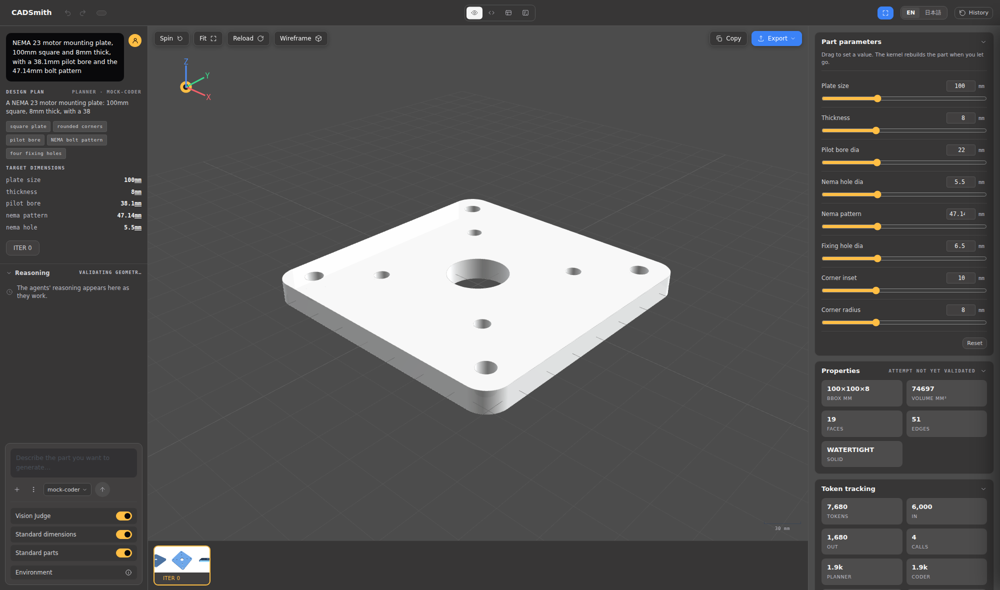 CADSmith
EN
日本語
History
NEMA 23 motor mounting plate,
100mm square and 8mm thick,
with a 38.1mm pilot bore and the
47.14mm bolt pattern
DESIGN PLAN
PLANNER · MOCK-CODER
A NEMA 23 motor mounting plate: 100mm
square, 8mm thick, with a 38
square plate
rounded corners
pilot bore
NEMA bolt pattern
four fixing holes
TARGET DIMENSIONS
plate size 100mm
thickness 8mm
pilot bore 38.1mm
nema pattern 47.14mm
nema hole 5.5mm
ITER 0
Reasoning
VALIDATING GEOMETR…
The agents' reasoning appears here as
they work.
Describe the part you want to
generate...
mock-coder
Vision Judge
Standard dimensions
Standard parts
Environment
Spin
Fit
Reload
Wireframe
Copy
Export
Z
Y
X
30 mm
ITER 0
Part parameters
Drag to set a value. The kernel rebuilds the part when you let
go.
Plate size 100 mm
Thickness 8 mm
Pilot bore dia 22 mm
Nema hole dia 5.5 mm
Nema pattern 47.14 mm
Fixing hole dia 6.5 mm
Corner inset 10 mm
Corner radius 8 mm
Reset
Properties
ATTEMPT NOT YET VALIDATED
100×100×8
BBOX MM
74697
VOLUME MM³
19
FACES
51
EDGES
WATERTIGHT
SOLID
Token tracking
7,680
TOKENS
6,000
IN
1,680
OUT
4
CALLS
1.9k
PLANNER
1.9k
CODER